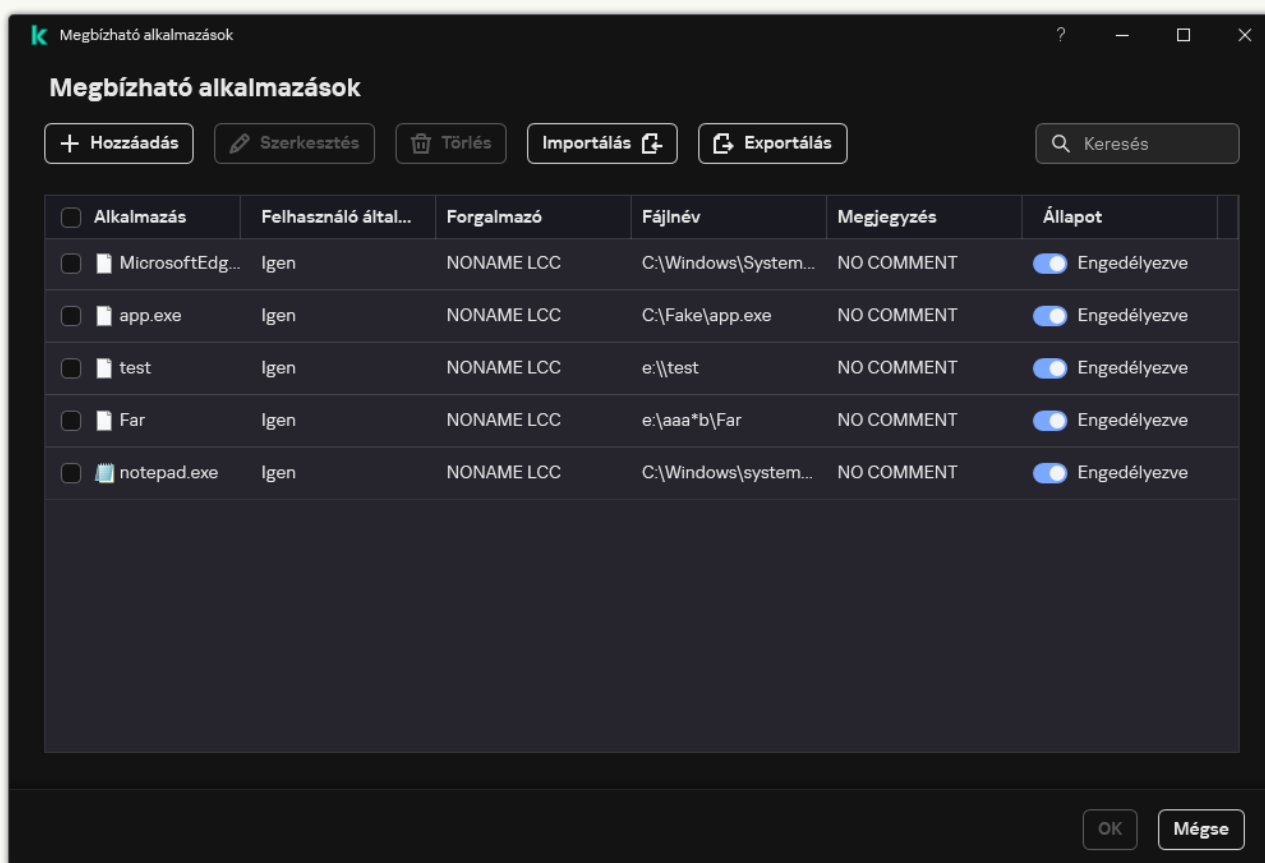 Megbízható alkalmazások
?
Megbízható alkalmazások
Hozzáadás Szerkesztés Törlés Importálás Exportálás Keresés
Alkalmazás Felhasználó által... Forgalmazó Fájlnév Megjegyzés Állapot
MicrosoftEdg... Igen NONAME LCC C:\Windows\System... NO COMMENT Engedélyezve
app.exe Igen NONAME LCC C:\Fake\app.exe NO COMMENT Engedélyezve
test Igen NONAME LCC e:\\test NO COMMENT Engedélyezve
Far Igen NONAME LCC e:\aaa*b\Far NO COMMENT Engedélyezve
notepad.exe Igen NONAME LCC C:\Windows\system... NO COMMENT Engedélyezve
OK Mégse